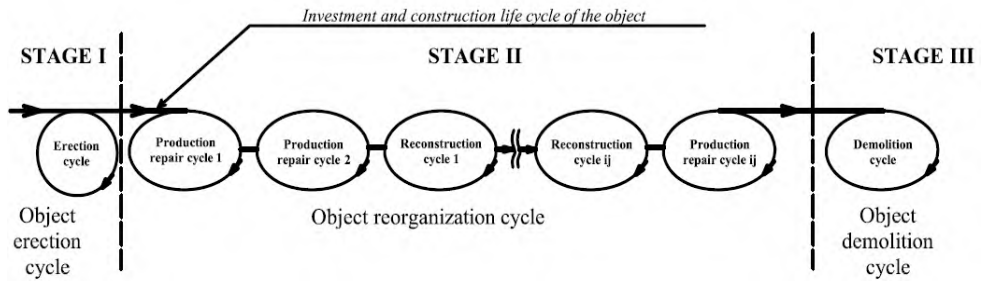 Investment and construction life cycle of the object
STAGE I
STAGE II
STAGE III
Erection
cycle
Production
repair cycle 1
Production
repair cycle 2
Reconstruction
cycle 1
Reconstruction
cycle ij
Production
repair cycle ij
Demolition
cycle
Object
erection
cycle
Object reorganization cycle
Object
demolition
cycle